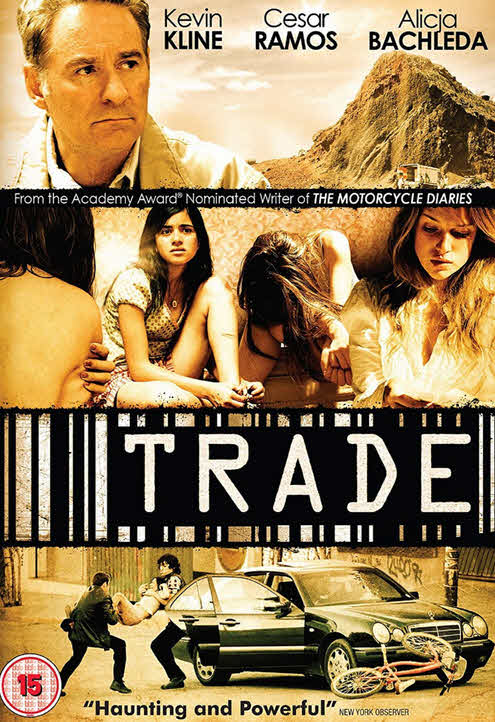 Kevin Cesar Alicja
KLINE RAMOS BACHLEDA
From the Academy Award® Nominated Writer of THE MOTORCYCLE DIARIES
TRADE
15
“Haunting and Powerful” NEW YORK OBSERVER